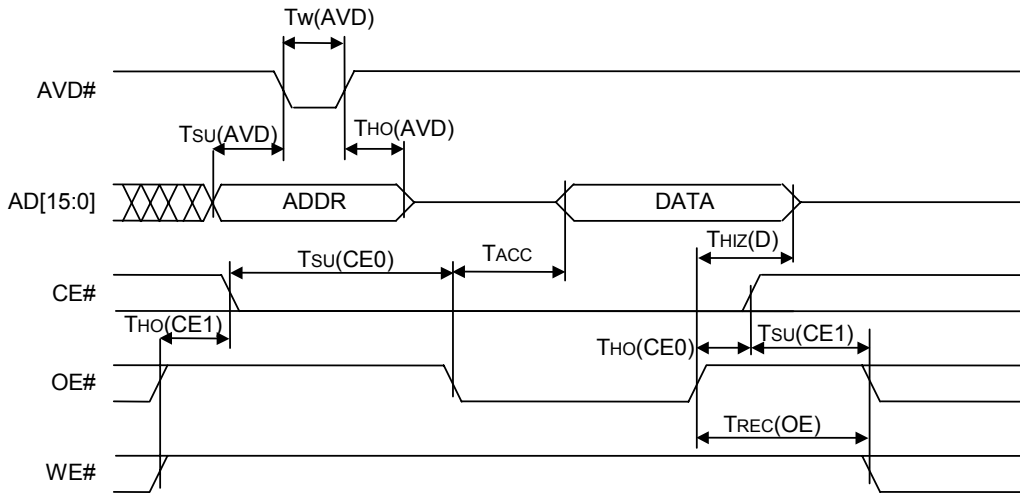 Tw(AVD)
AVD#
TSU(AVD)
THO(AVD)
AD[15:0]
ADDR
DATA
THIZ(D)
TSU(CE0)
TACC
CE#
THO(CE1)
THO(CE0)
TSU(CE1)
OE#
TREC(OE)
WE#